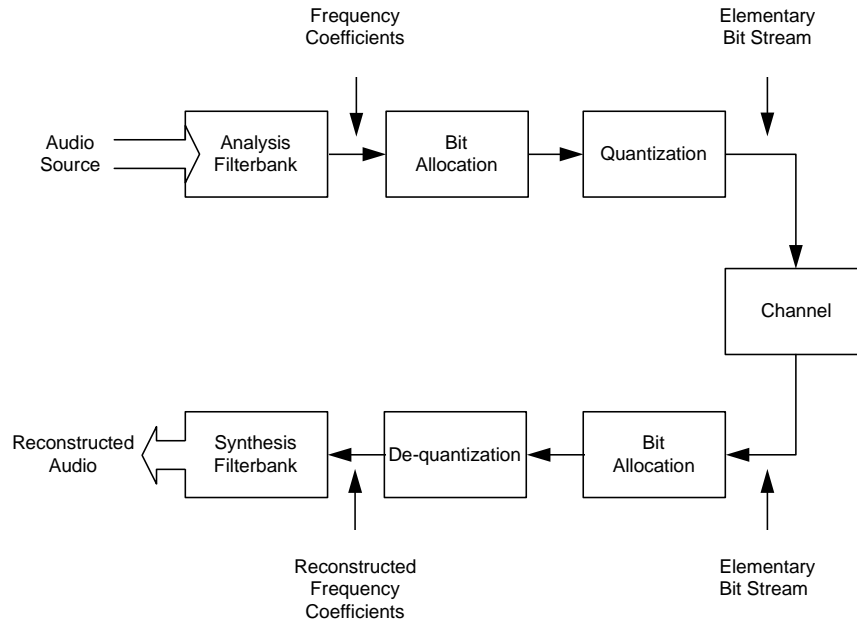 Frequency
Coefficients
Elementary
Bit Stream
Audio
Source
Analysis
Filterbank
Bit
Allocation
Quantization
Channel
Reconstructed
Audio
Synthesis
Filterbank
De-quantization
Bit
Allocation
Reconstructed
Frequency
Coefficients
Elementary
Bit Stream